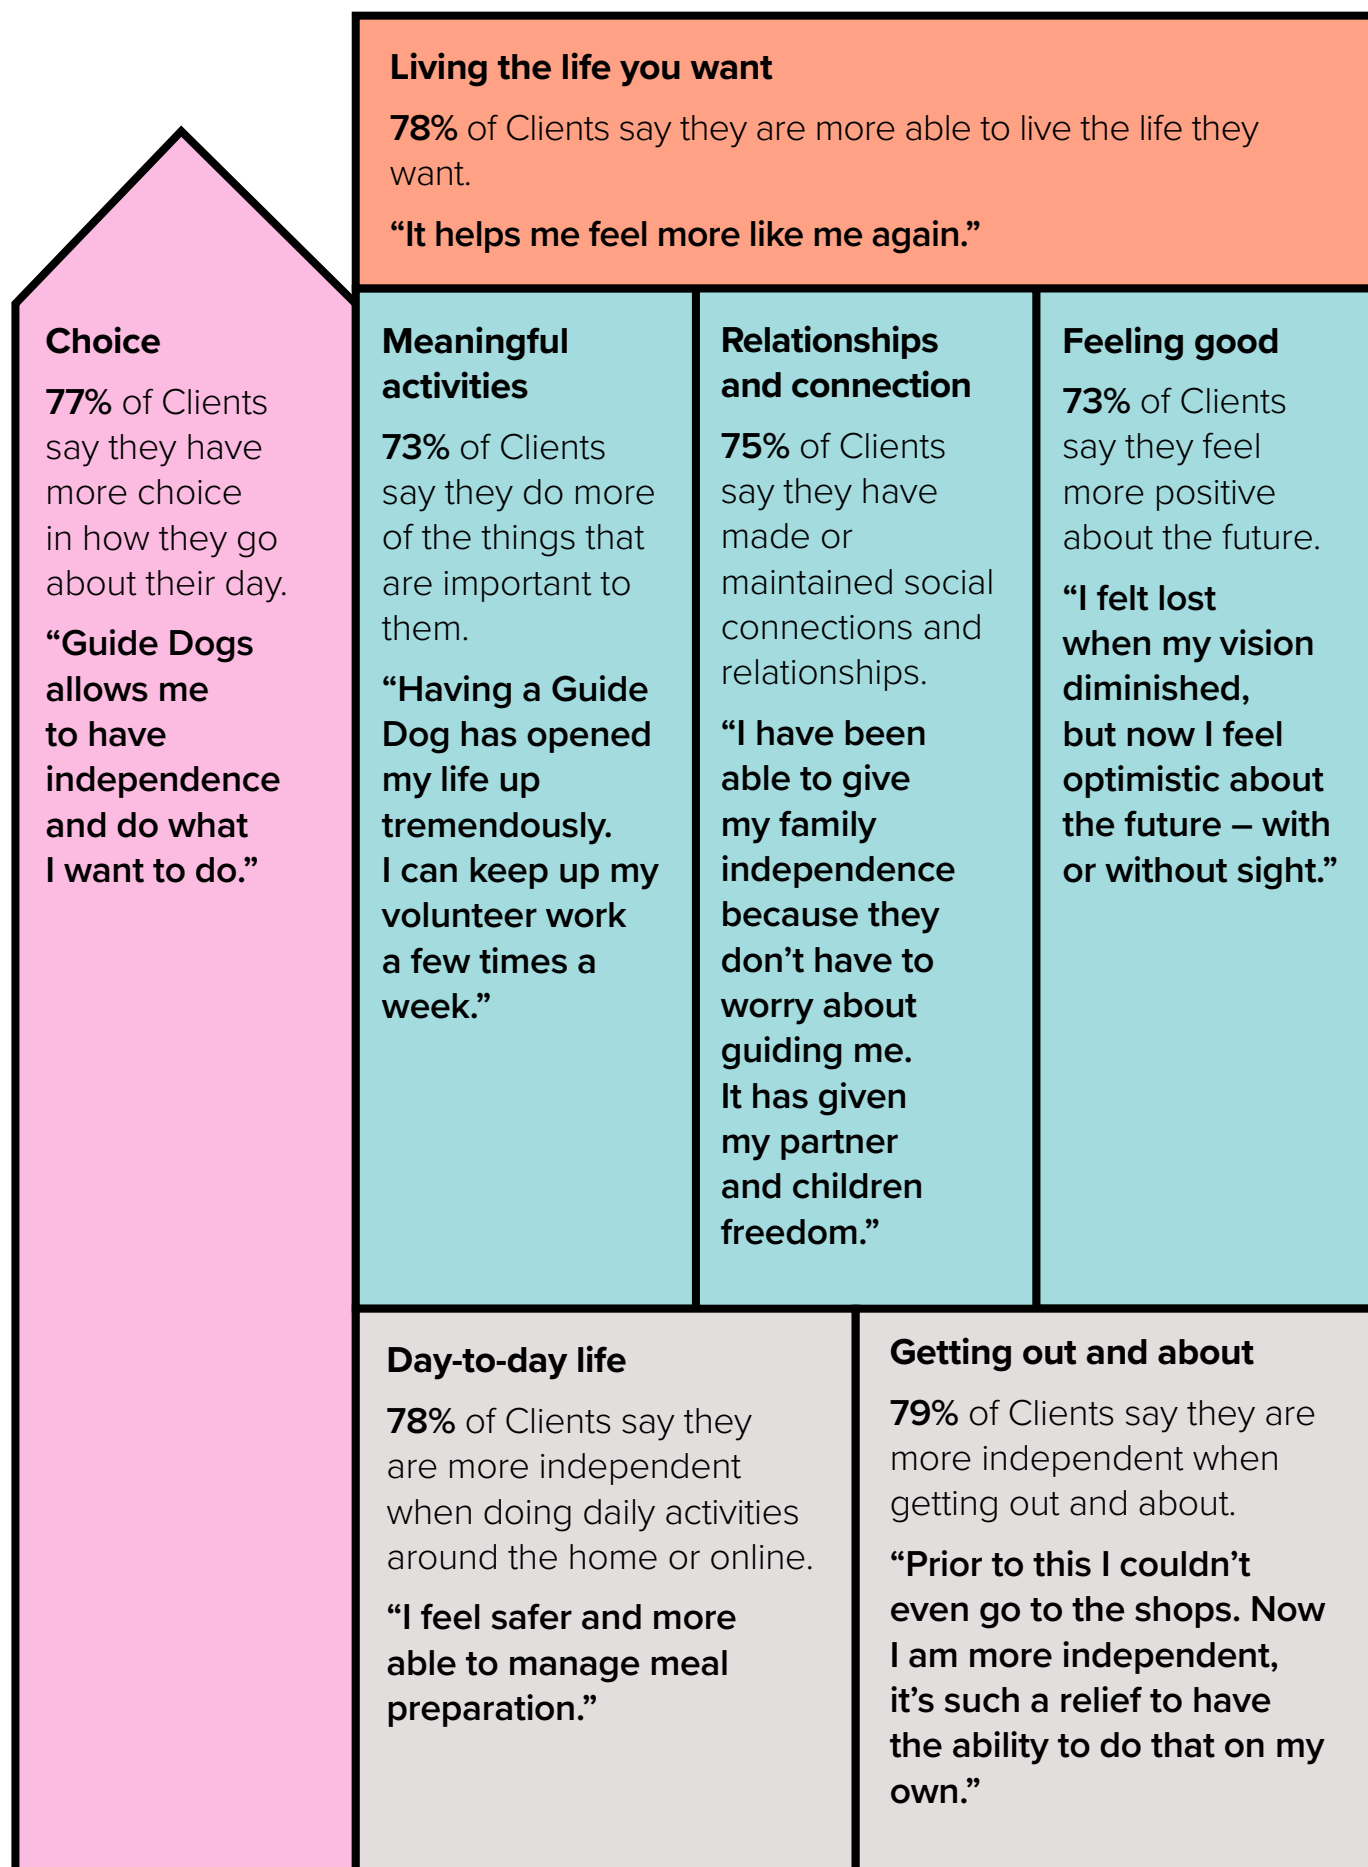 Living the life you want
78% of Clients say they are more able to live the life they
want.
“It helps me feel more like me again.”
Choice
77% of Clients
say they have
more choice
in how they go
about their day.
“Guide Dogs
allows me
to have
independence
and do what
I want to do.”
Meaningful
activities
73% of Clients
say they do more
of the things that
are important to
them.
“Having a Guide
Dog has opened
my life up
tremendously.
I can keep up my
volunteer work
a few times a
week.”
Relationships
and connection
75% of Clients
say they have
made or
maintained social
connections and
relationships.
“I have been
able to give
my family
independence
because they
don’t have to
worry about
guiding me.
It has given
my partner
and children
freedom.”
Feeling good
73% of Clients
say they feel
more positive
about the future.
“I felt lost
when my vision
diminished,
but now I feel
optimistic about
the future – with
or without sight.”
Day-to-day life
78% of Clients say they
are more independent
when doing daily activities
around the home or online.
“I feel safer and more
able to manage meal
preparation.”
Getting out and about
79% of Clients say they are
more independent when
getting out and about.
“Prior to this I couldn’t
even go to the shops. Now
I am more independent,
it’s such a relief to have
the ability to do that on my
own.”